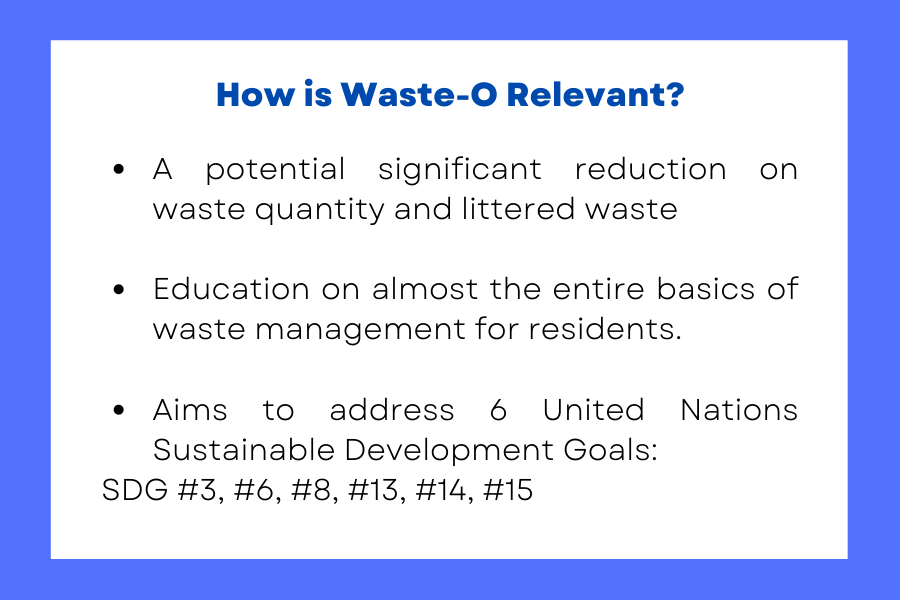 How is Waste-O Relevant?
• A potential significant reduction on
waste quantity and littered waste
• Education on almost the entire basics of
waste management for residents.
• Aims to address 6 United Nations
Sustainable Development Goals:
SDG #3, #6, #8, #13, #14, #15